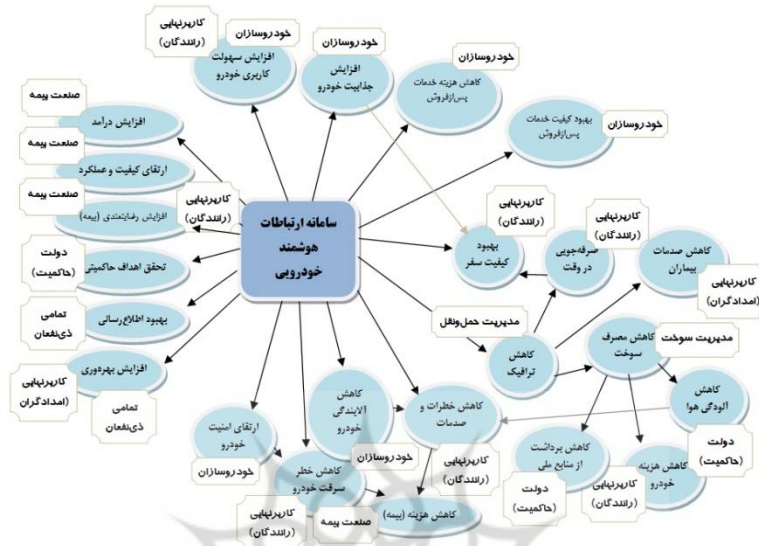 کاربرنهایی
(رانندگان)
خودروسازان
افزایش سهولت
کاربری خودرو
خودروسازان
افزایش
جذابیت خودرو
خودروسازان
کاهش هزینه خدمات
پس‌ازفروش
خودروسازان
بهبود کیفیت خدمات
پس‌ازفروش
صنعت بیمه
افزایش درآمد
صنعت بیمه
ارتقای کیفیت و عملکرد
صنعت بیمه
افزایش رضایتمندی (بیمه)
کاربرنهایی
(رانندگان)
سامانه ارتباطات
هوشمند
خودرویی
کاربرنهایی
(رانندگان)
بهبود
کیفیت سفر
کاربرنهایی
(رانندگان)
صرفه‌جویی
در وقت
کاهش صدمات
بیماران
کاربرنهایی
(امدادگران)
دولت
(حاکمیت)
تحقق اهداف حاکمیتی
تمامی
ذی‌نفعان
بهبود اطلاع‌رسانی
مدیریت حمل‌ونقل
کاهش
ترافیک
مدیریت سوخت
کاهش مصرف
سوخت
افزایش بهره‌وری
کاربرنهایی
(امدادگران)
تمامی
ذی‌نفعان
کاهش
آلودگی هوا
دولت
(حاکمیت)
کاهش
آلایندگی
خودرو
خودروسازان
کاهش خطرات و
صدمات
کاربرنهایی
(رانندگان)
ارتقای امنیت
خودرو
خودروسازان
کاهش خطر
سرقت خودرو
کاربرنهایی
(رانندگان)
کاهش هزینه (بیمه)
صنعت بیمه
کاهش برداشت
از منابع ملی
دولت
(حاکمیت)
کاهش هزینه
خودرو
کاربرنهایی
(رانندگان)